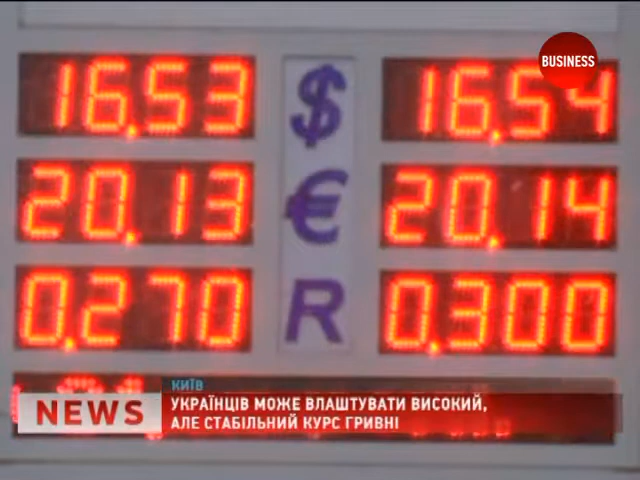 BUSINESS
16.53 $ 16.54
20.13 € 20.14
0.270 R 0.300
КИЇВ
NEWS
УКРАЇНЦІВ МОЖЕ ВЛАШТУВАТИ ВИСОКИЙ,
АЛЕ СТАБІЛЬНИЙ КУРС ГРИВНІ